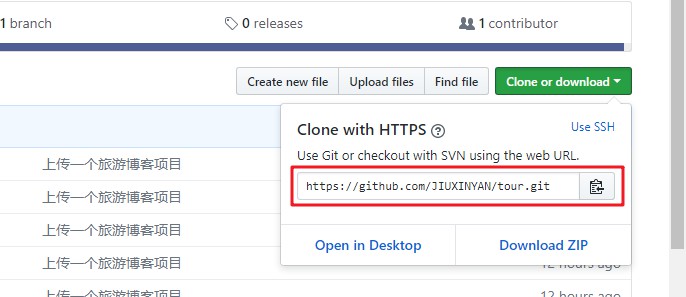 1 branch
0 releases
1 contributor
Create new file
Upload files
Find file
Clone or download
Clone with HTTPS
Use SSH
Use Git or checkout with SVN using the web URL.
https://github.com/JIUXINYAN/tour.git
Open in Desktop
Download ZIP
上传一个旅游博客项目
上传一个旅游博客项目
上传一个旅游博客项目
上传一个旅游博客项目
12 hours ago
上传一个旅游博客项目
12 hours ago